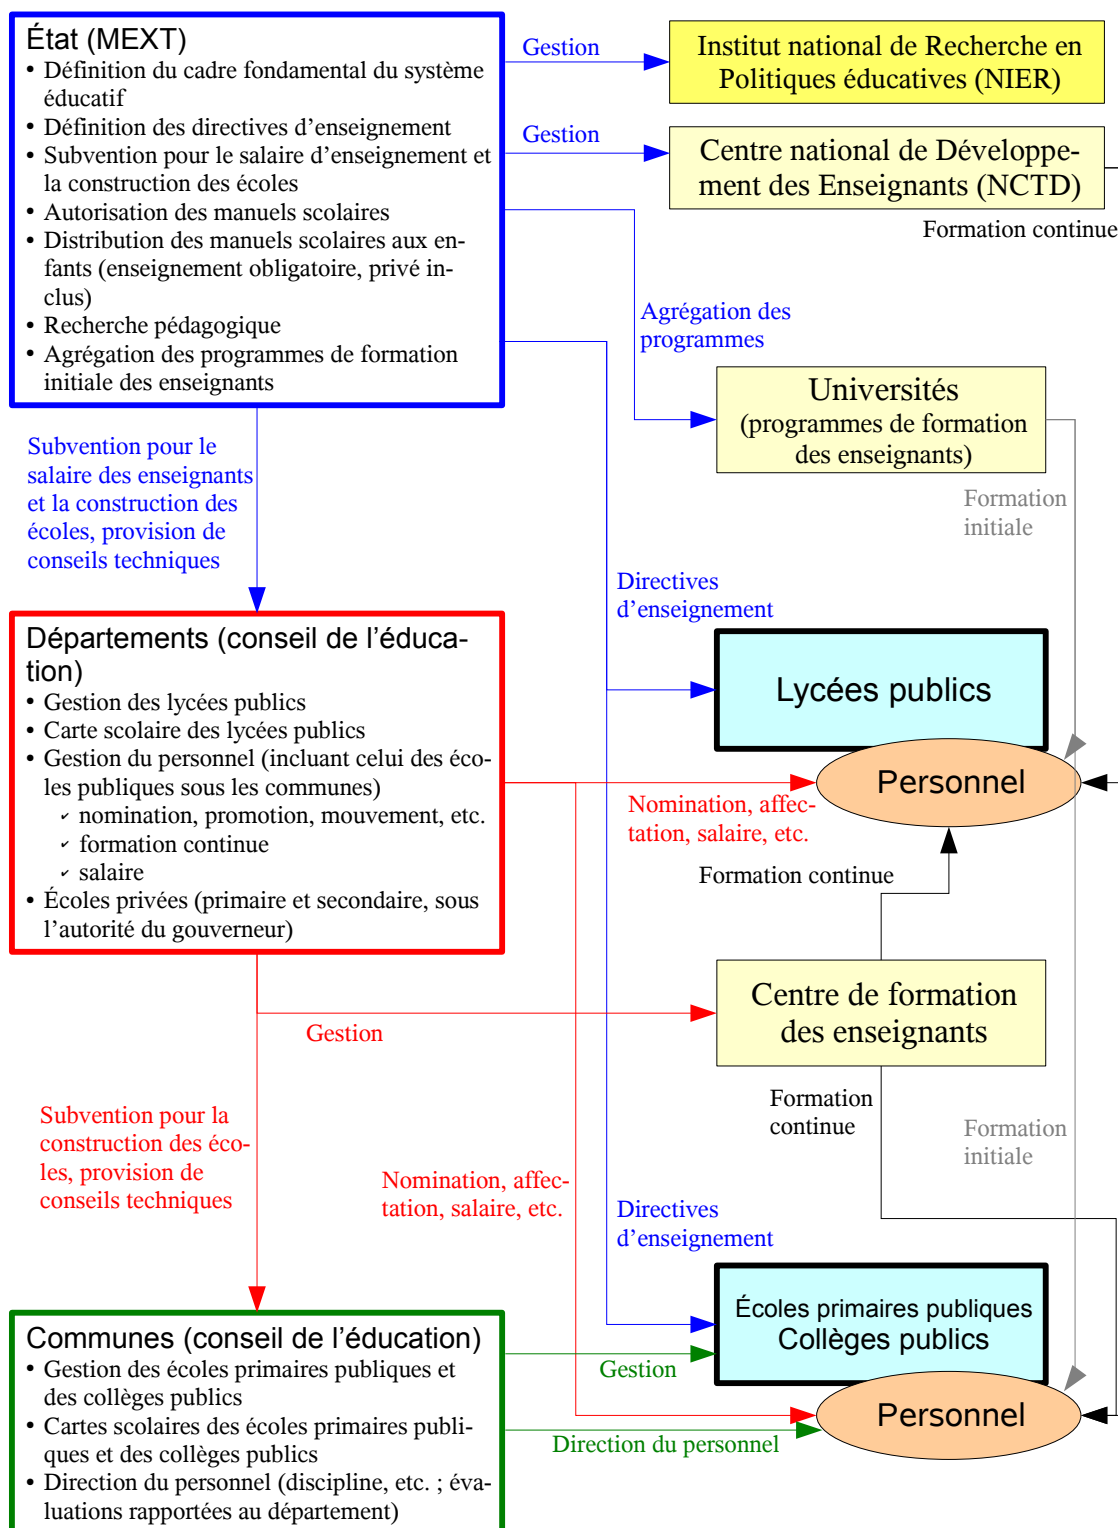 État (MEXT)
• Définition du cadre fondamental du système
éducatif
• Définition des directives d’enseignement
• Subvention pour le salaire d’enseignement et
la construction des écoles
• Autorisation des manuels scolaires
• Distribution des manuels scolaires aux en-
fants (enseignement obligatoire, privé in-
clus)
• Recherche pédagogique
• Agrégation des programmes de formation
initiale des enseignants
Gestion
Institut national de Recherche en
Politiques éducatives (NIER)
Gestion
Centre national de Développe-
ment des Enseignants (NCTD)
Formation continue
Agrégation des
programmes
Universités
(programmes de formation
des enseignants)
Formation
initiale
Subvention pour le
salaire des enseignants
et la construction des
écoles, provision de
conseils techniques
Directives
d’enseignement
Lycées publics
Personnel
Départements (conseil de l’éduca-
tion)
• Gestion des lycées publics
• Carte scolaire des lycées publics
• Gestion du personnel (incluant celui des éco-
les publiques sous les communes)
✓ nomination, promotion, mouvement, etc.
✓ formation continue
✓ salaire
• Écoles privées (primaire et secondaire, sous
l’autorité du gouverneur)
Nomination, affec-
tation, salaire, etc.
Formation continue
Centre de formation
des enseignants
Gestion
Formation
continue
Formation
initiale
Subvention pour la
construction des éco-
les, provision de
conseils techniques
Nomination, affec-
tation, salaire, etc.
Directives
d’enseignement
Écoles primaires publiques
Collèges publics
Personnel
Communes (conseil de l’éducation)
• Gestion des écoles primaires publiques et
des collèges publics
• Cartes scolaires des écoles primaires publi-
ques et des collèges publics
• Direction du personnel (discipline, etc. ; éva-
luations rapportées au département)
Gestion
Direction du personnel